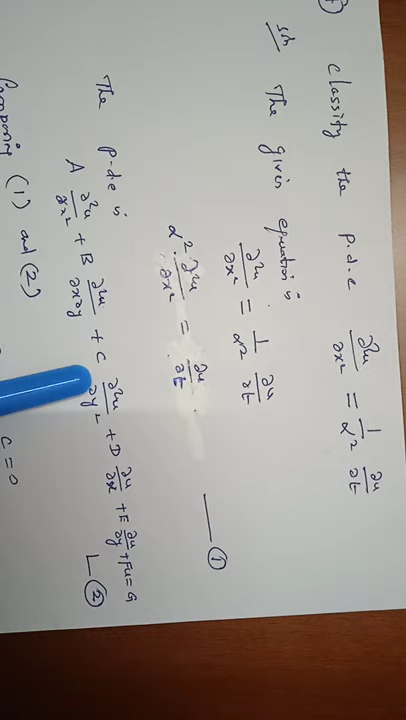 classify the p.d.e ∂²u/∂x² = 1/α² ∂u/∂t
Soln The given equation is
∂²u/∂x² = 1/α² ∂u/∂t
α² ∂²u/∂x² = ∂u/∂t . — ①
The p.d.e is
A ∂²u/∂x² + B ∂²u/∂x∂y + C ∂²u/∂y² + D ∂u/∂x + E ∂u/∂y + Fu = G
L ②
Comparing (1) and (2)
C = 0